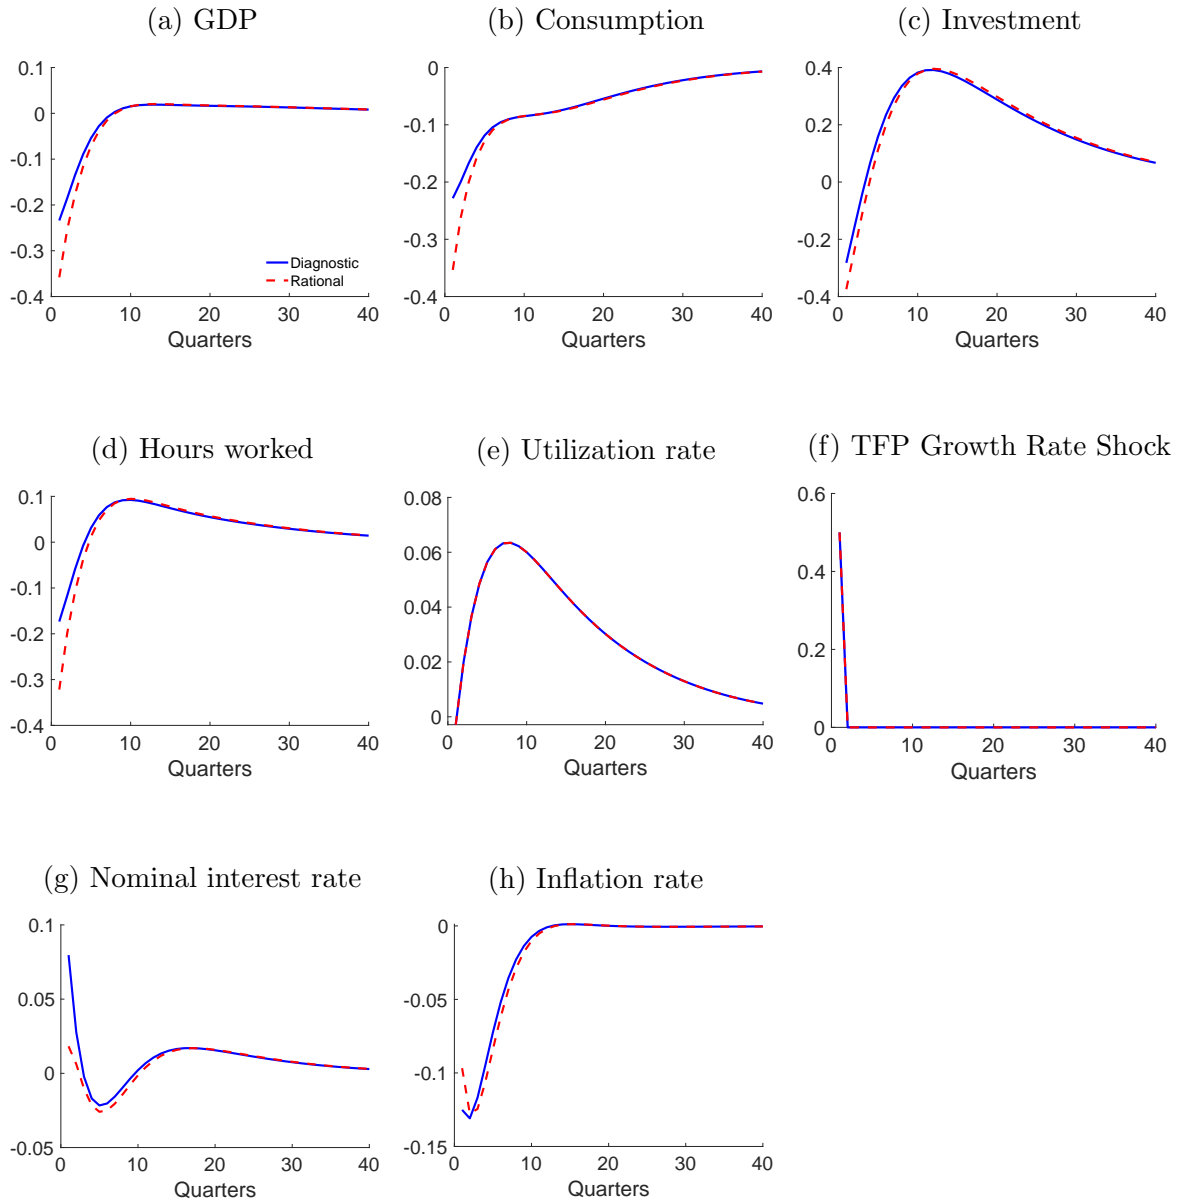 (a) GDP
(b) Consumption
(c) Investment
0.1
0
-0.1
-0.2
-0.3
-0.4
Diagnostic
Rational
0 10 20 30 40
Quarters
0
-0.1
-0.2
-0.3
-0.4
0 10 20 30 40
Quarters
0.4
0.2
0
-0.2
-0.4
0 10 20 30 40
Quarters
(d) Hours worked
(e) Utilization rate
(f) TFP Growth Rate Shock
0.1
0
-0.1
-0.2
-0.3
-0.4
0 10 20 30 40
Quarters
0.08
0.06
0.04
0.02
0
0 10 20 30 40
Quarters
0.6
0.4
0.2
0
10 20 30 40
Quarters
(g) Nominal interest rate
(h) Inflation rate
0.1
0.05
0
-0.05
0 10 20 30 40
Quarters
0
-0.05
-0.1
-0.15
0 10 20 30 40
Quarters